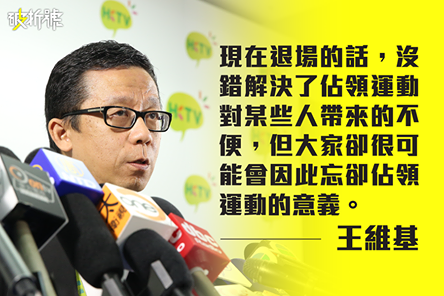 破折號
HKTV
HKTV
HKTV
現在退場的話，沒
錯解決了佔領運動
對某些人帶來的不
便，但大家卻很可
能會因此忘卻佔領
運動的意義。
王維基